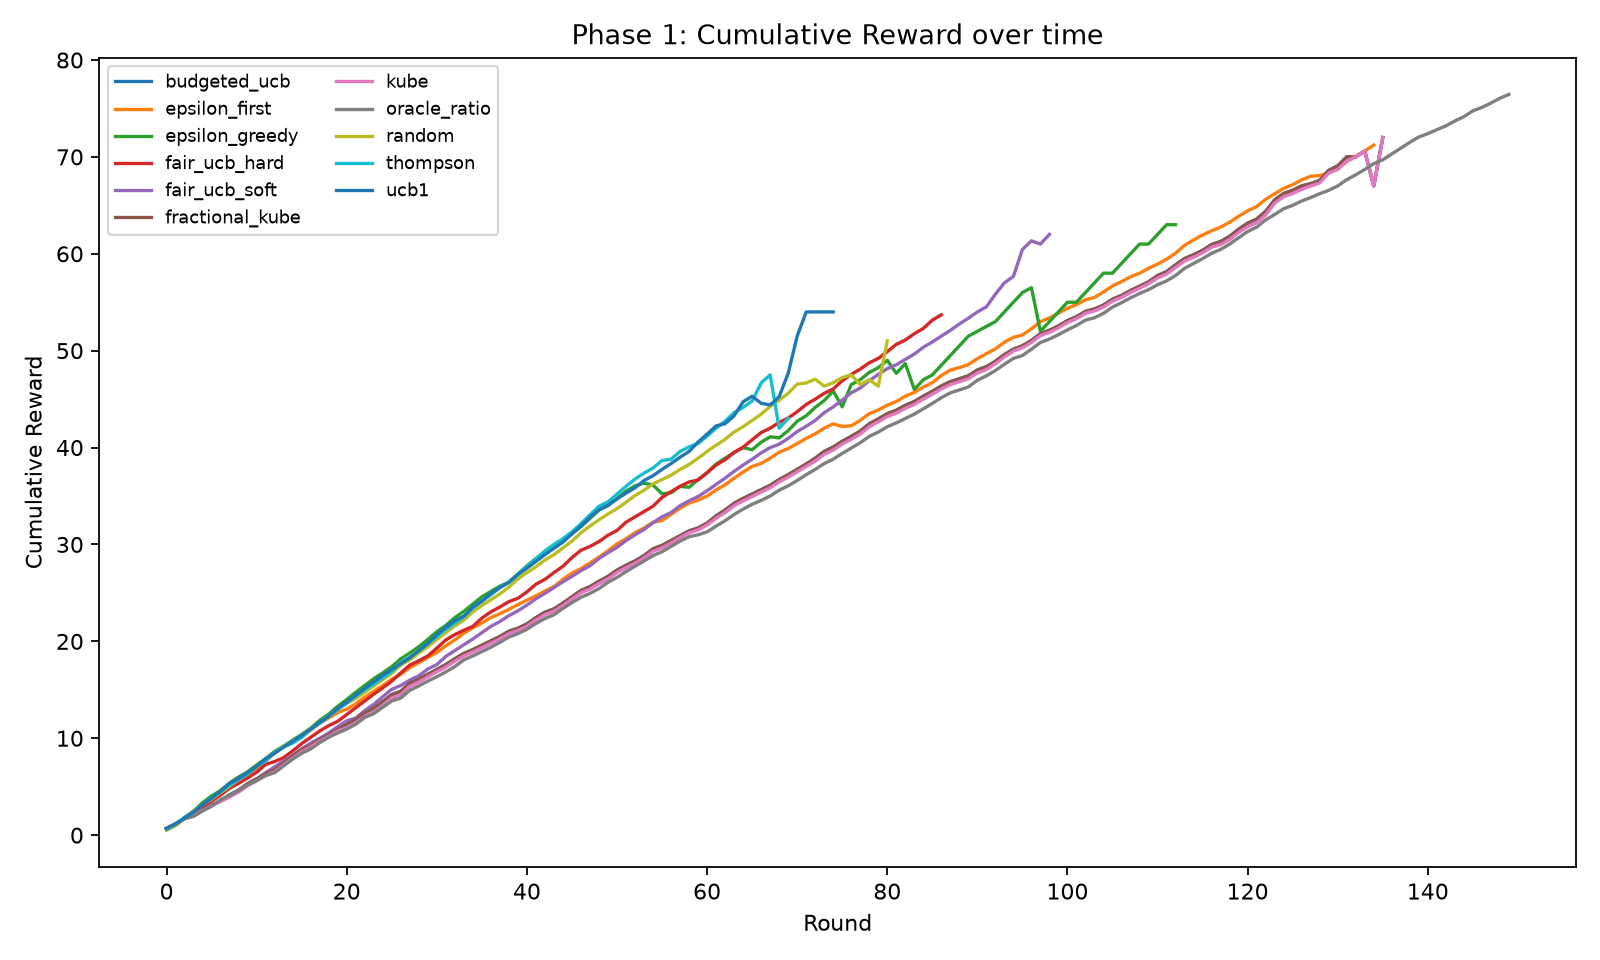 Phase 1: Cumulative Reward over time
80
70
60
50
40
30
20
10
0
Cumulative Reward
budgeted_ucb
epsilon_first
epsilon_greedy
fair_ucb_hard
fair_ucb_soft
fractional_kube
kube
oracle_ratio
random
thompson
ucb1
0 20 40 60 80 100 120 140
Round